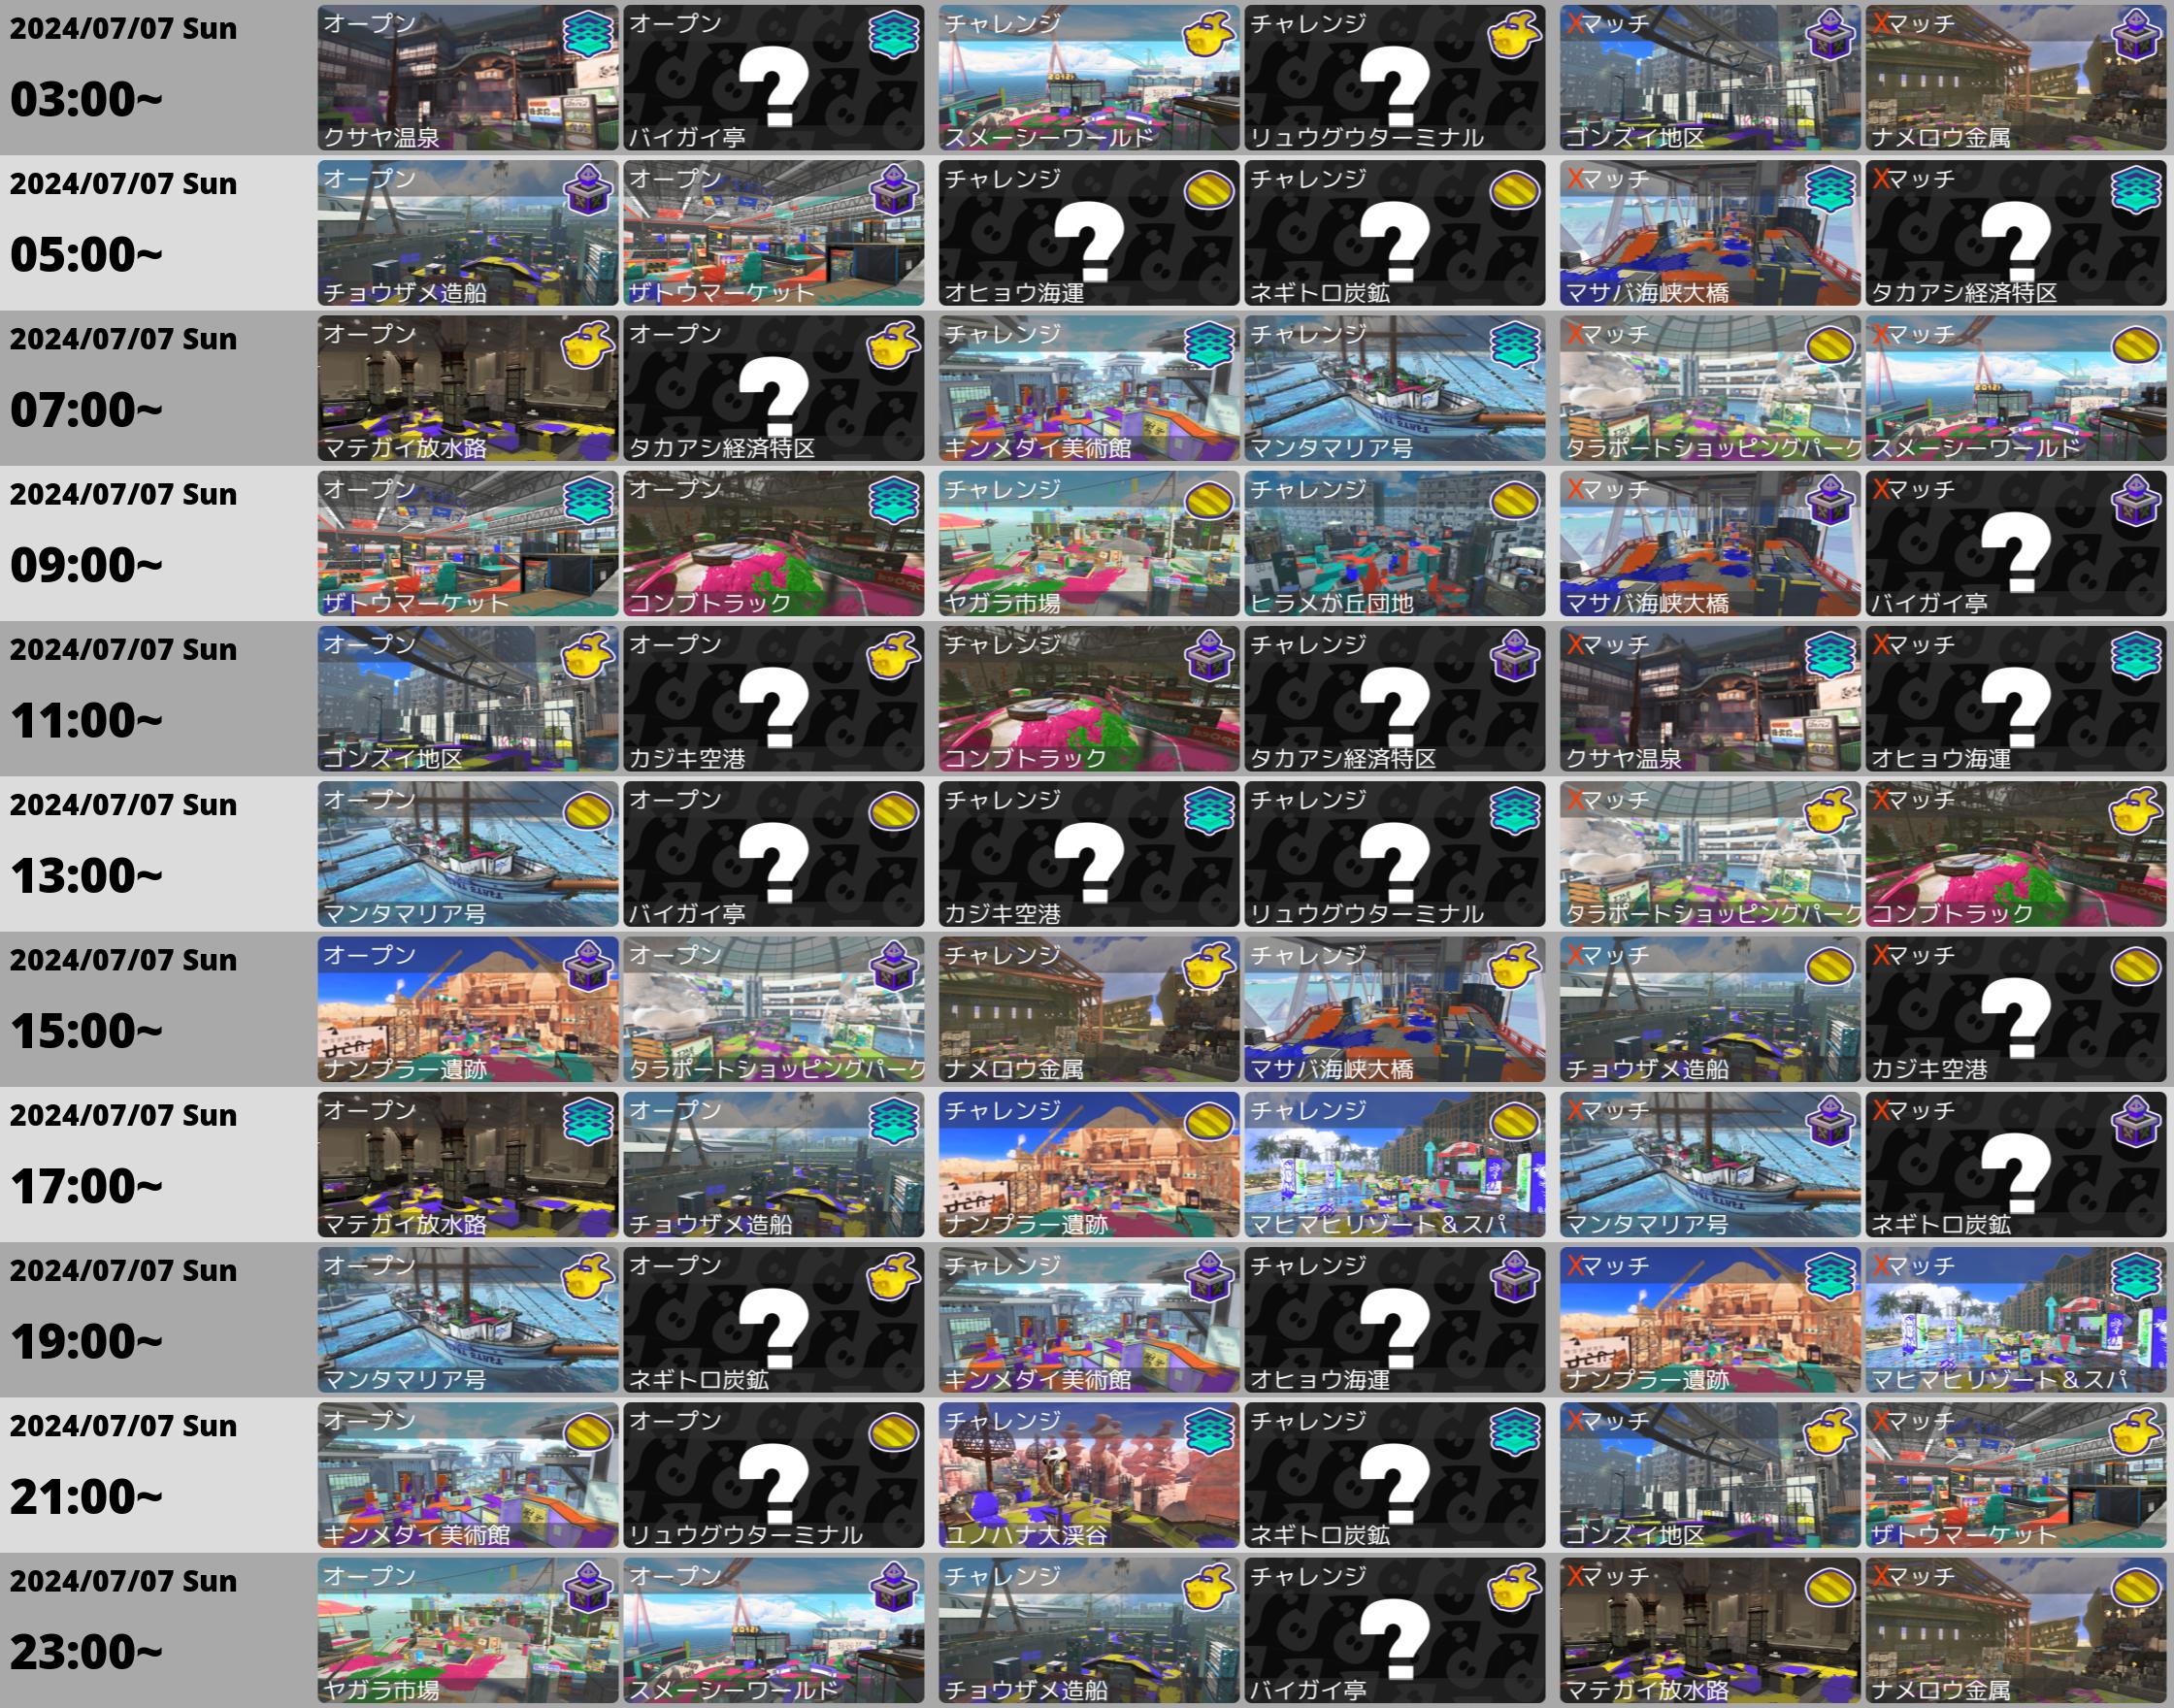 2024/07/07 Sun
03:00~
オープン
クサヤ温泉
オープン
バイガイ亭
チャレンジ
スメーシーワールド
チャレンジ
リュウグウターミナル
Xマッチ
ゴンズイ地区
Xマッチ
ナメロウ金属
2024/07/07 Sun
05:00~
オープン
チョウザメ造船
オープン
ザトウマーケット
チャレンジ
オヒョウ海運
チャレンジ
ネギトロ炭鉱
Xマッチ
マサバ海峡大橋
Xマッチ
タカアシ経済特区
2024/07/07 Sun
07:00~
オープン
マテガイ放水路
オープン
タカアシ経済特区
チャレンジ
キンメダイ美術館
チャレンジ
マンタマリア号
Xマッチ
タラポートショッピングパーク
Xマッチ
スメーシーワールド
2024/07/07 Sun
09:00~
オープン
ザトウマーケット
オープン
コンブトラック
チャレンジ
ヤガラ市場
チャレンジ
ヒラメが丘団地
Xマッチ
マサバ海峡大橋
Xマッチ
バイガイ亭
2024/07/07 Sun
11:00~
オープン
ゴンズイ地区
オープン
カジキ空港
チャレンジ
コンブトラック
チャレンジ
タカアシ経済特区
Xマッチ
クサヤ温泉
Xマッチ
オヒョウ海運
2024/07/07 Sun
13:00~
オープン
マンタマリア号
オープン
バイガイ亭
チャレンジ
カジキ空港
チャレンジ
リュウグウターミナル
Xマッチ
タラポートショッピングパーク
Xマッチ
コンブトラック
2024/07/07 Sun
15:00~
オープン
ナンプラー遺跡
オープン
タラポートショッピングパーク
チャレンジ
ナメロウ金属
チャレンジ
マサバ海峡大橋
Xマッチ
チョウザメ造船
Xマッチ
カジキ空港
2024/07/07 Sun
17:00~
オープン
マテガイ放水路
オープン
チョウザメ造船
チャレンジ
ナンプラー遺跡
チャレンジ
マヒマヒリゾート＆スパ
Xマッチ
マンタマリア号
Xマッチ
ネギトロ炭鉱
2024/07/07 Sun
19:00~
オープン
マンタマリア号
オープン
ネギトロ炭鉱
チャレンジ
キンメダイ美術館
チャレンジ
オヒョウ海運
Xマッチ
ナンプラー遺跡
Xマッチ
マヒマヒリゾート＆スパ
2024/07/07 Sun
21:00~
オープン
キンメダイ美術館
オープン
リュウグウターミナル
チャレンジ
ユノハナ大渓谷
チャレンジ
ネギトロ炭鉱
Xマッチ
ゴンズイ地区
Xマッチ
ザトウマーケット
2024/07/07 Sun
23:00~
オープン
ヤガラ市場
オープン
スメーシーワールド
チャレンジ
チョウザメ造船
チャレンジ
バイガイ亭
Xマッチ
マテガイ放水路
Xマッチ
ナメロウ金属